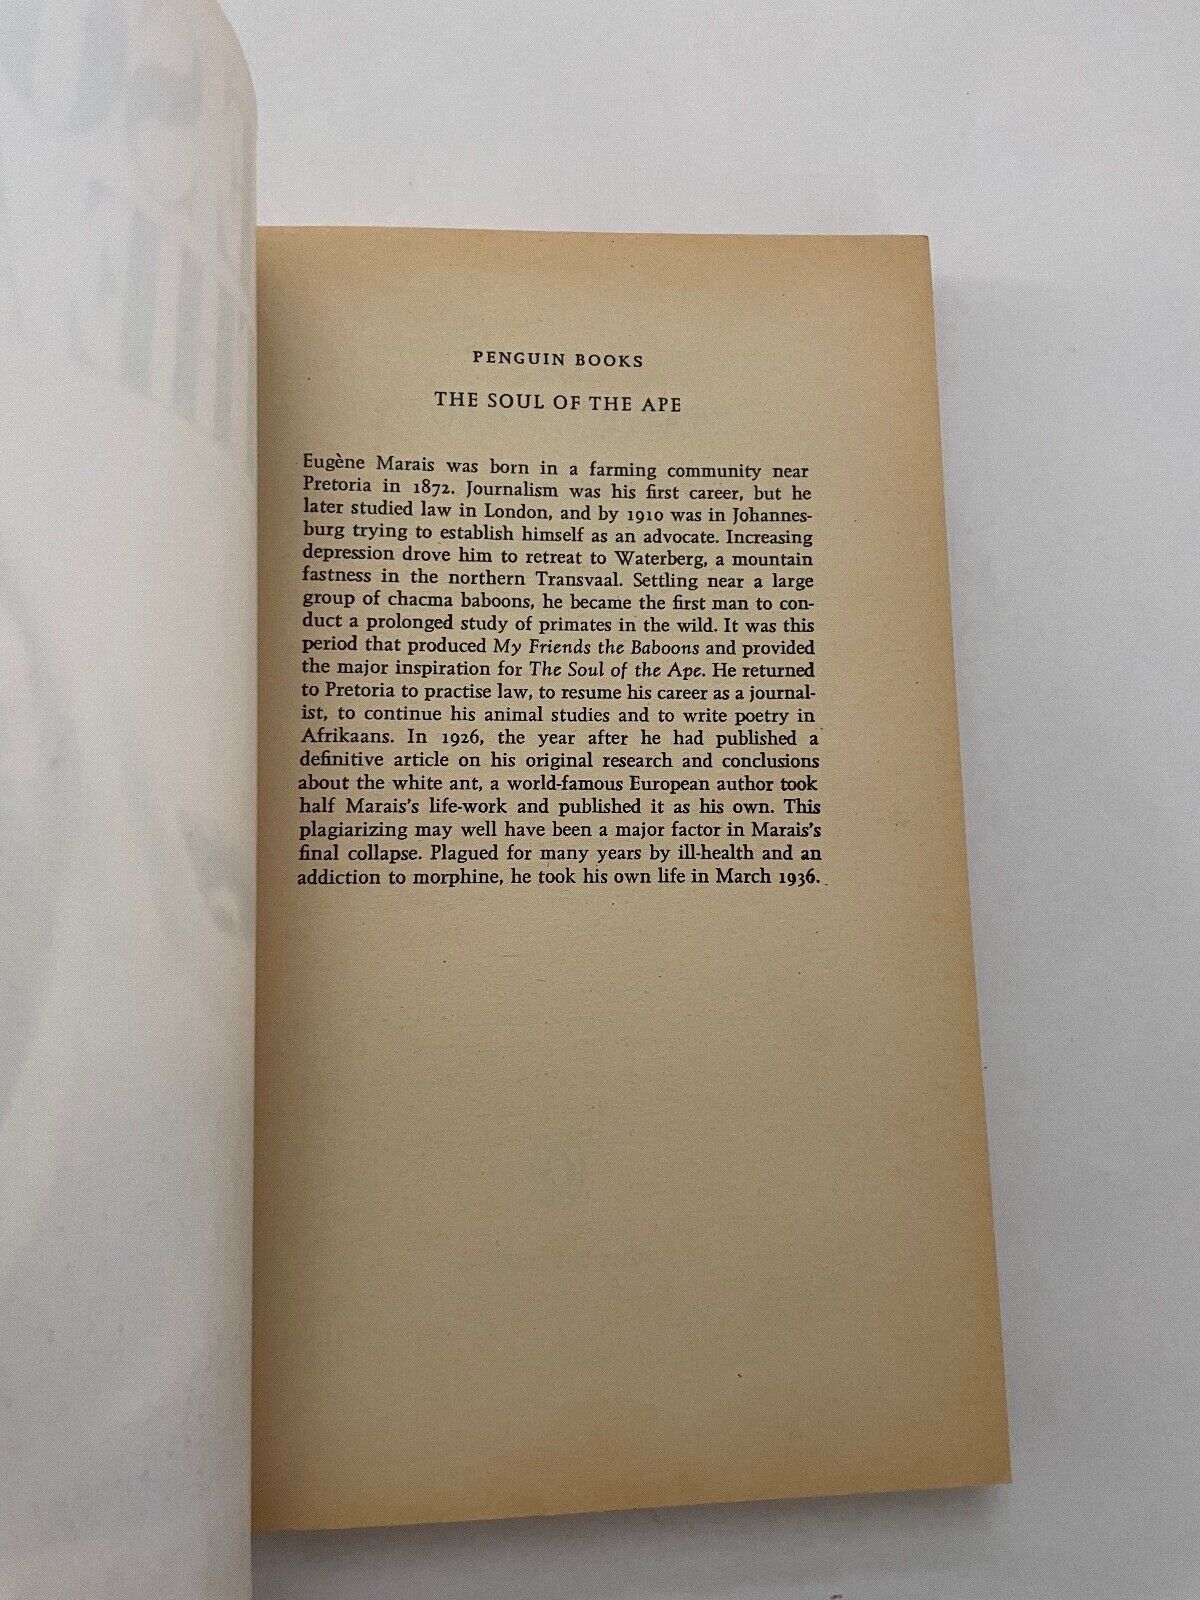 PENGUIN BOOKS
THE SOUL OF THE APE
Eugène Marais was born in a farming community near
Pretoria in 1872. Journalism was his first career, but he
later studied law in London, and by 1910 was in Johannes-
burg trying to establish himself as an advocate. Increasing
depression drove him to retreat to Waterberg, a mountain
fastness in the northern Transvaal. Settling near a large
group of chacma baboons, he became the first man to con-
duct a prolonged study of primates in the wild. It was this
period that produced My Friends the Baboons and provided
the major inspiration for The Soul of the Ape. He returned
to Pretoria to practise law, to resume his career as a journal-
ist, to continue his animal studies and to write poetry in
Afrikaans. In 1926, the year after he had published a
definitive article on his original research and conclusions
about the white ant, a world-famous European author took
half Marais's life-work and published it as his own. This
plagiarizing may well have been a major factor in Marais's
final collapse. Plagued for many years by ill-health and an
addiction to morphine, he took his own life in March 1936.